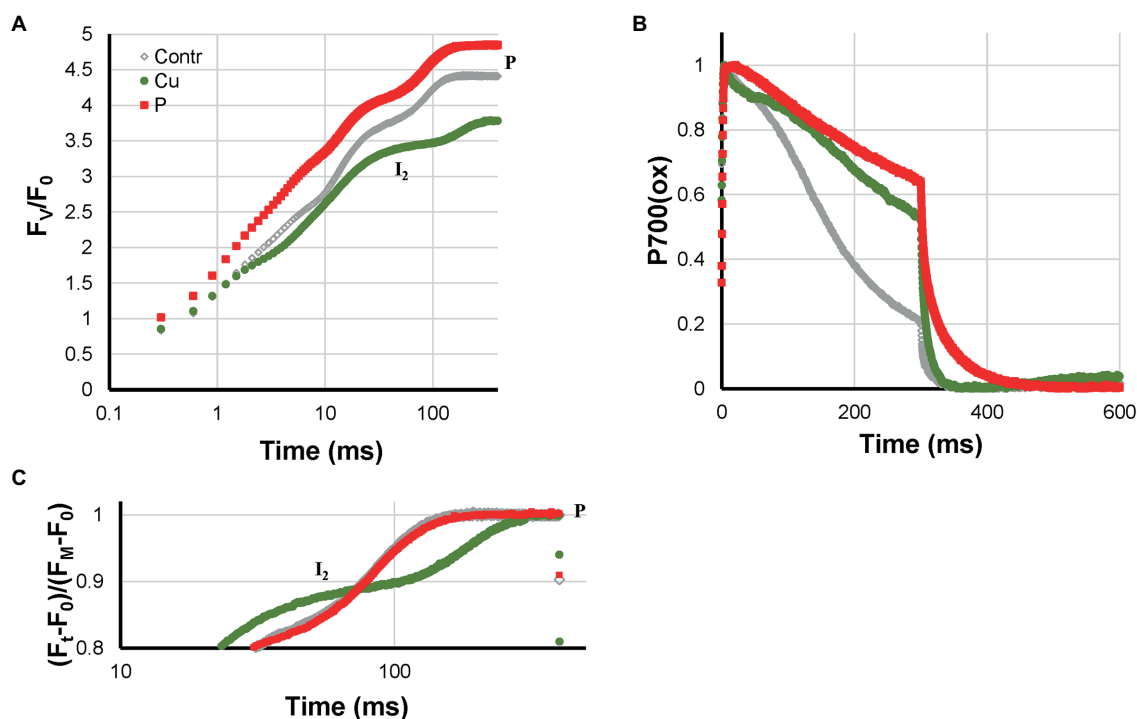 A
5
4.5
4
3.5
3
2.5
2
1.5
1
0.5
0
Contr
Cu
P
P
I2
FV/F0
0.1 1 10 100
Time (ms)
B
1
0.8
0.6
0.4
0.2
0
P700(ox)
0 200 400 600
Time (ms)
C
1
0.9
0.8
P
I2
(Ft-F0)/(FM-F0)
10 100
Time (ms)